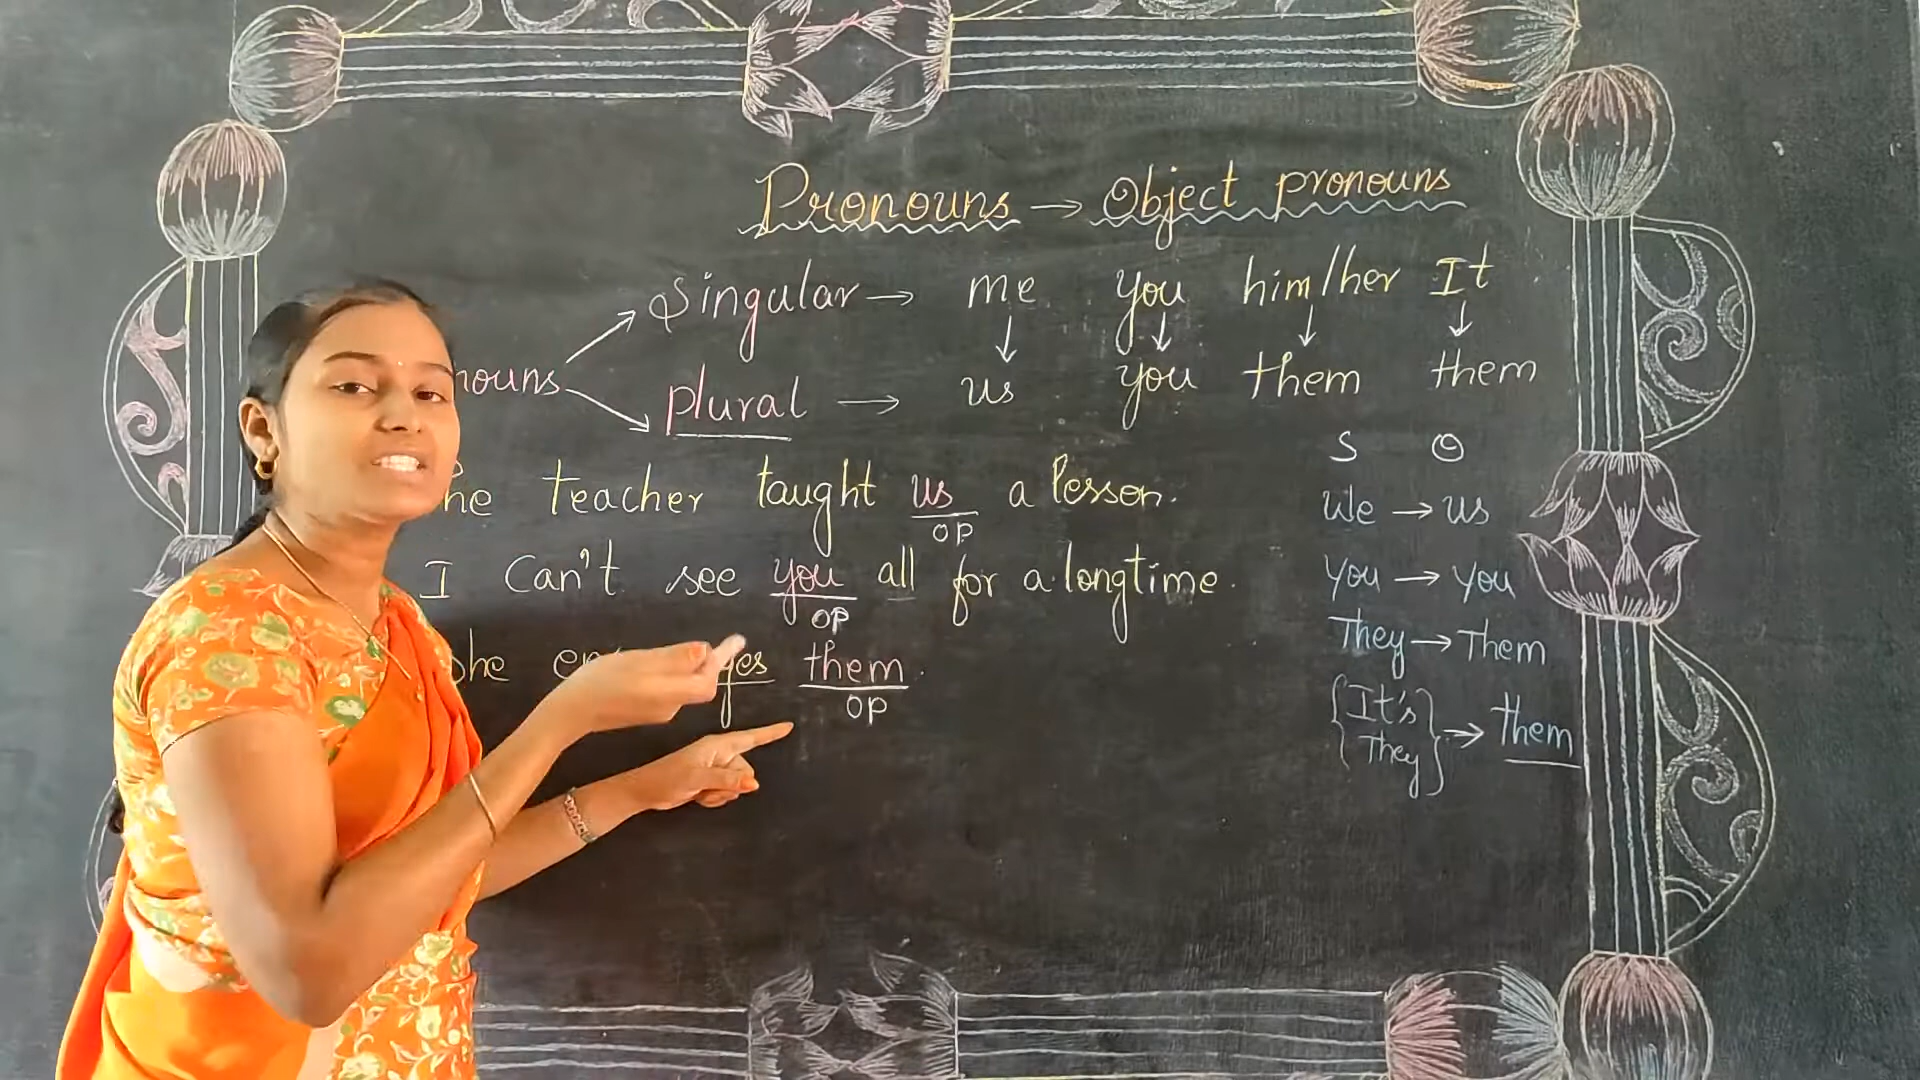 Pronouns → Object pronouns
Singular → me you him/her It
nouns
plural → us you them them
S O
he teacher taught us a lesson.
OP
We → us
I Can't see you all for a longtime.
OP
you → you
They → Them
she them.
OP
{It's They} → them